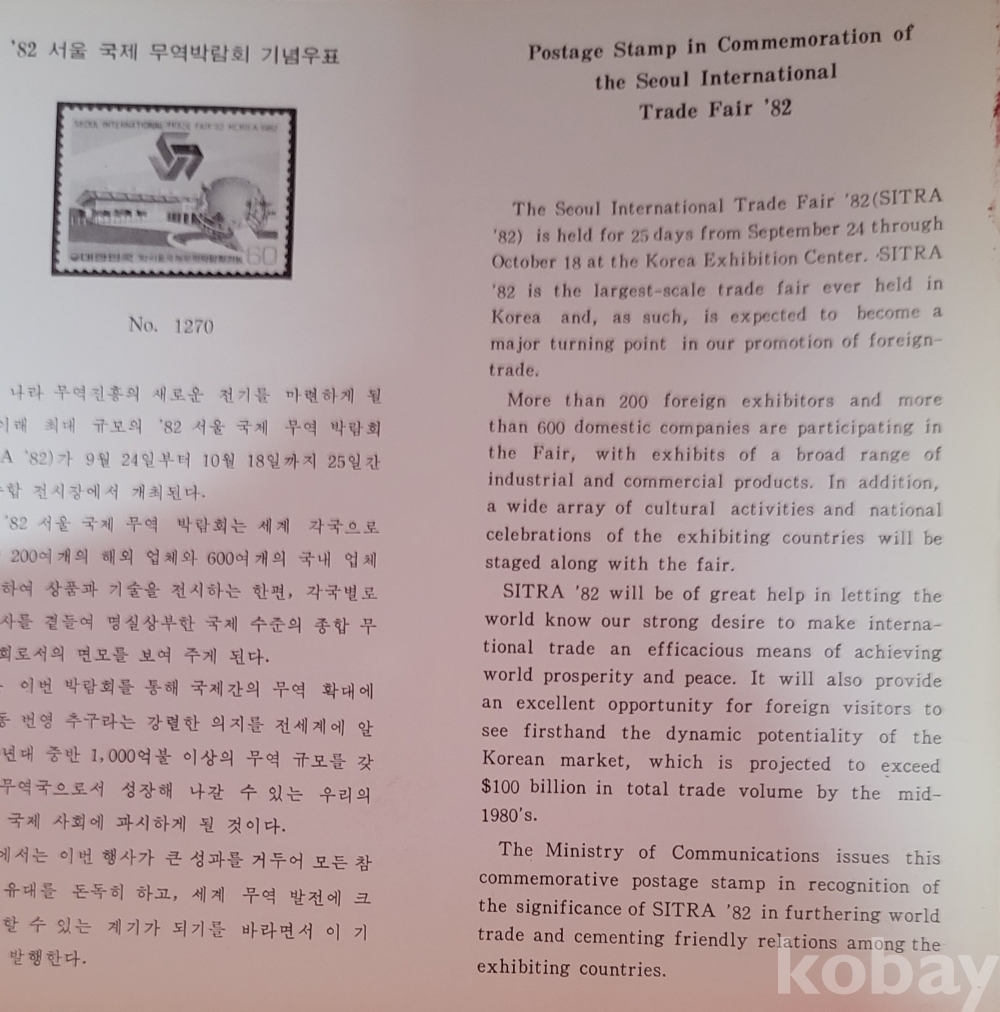 '82 서울 국제 무역박람회 기념우표
SEOUL INTERNATIONAL TRADE FAIR '82 KOREA 1982
대한민국
60
No. 1270
나라 무역진흥의 새로운 전기를 마련하게 될
이래 최대 규모의 '82 서울 국제 무역 박람회
A '82)가 9월 24일부터 10월 18일까지 25일간
합 전시장에서 개최된다.
'82 서울 국제 무역 박람회는 세계 각국으로
200여개의 해외 업체와 600여개의 국내 업체
하여 상품과 기술을 전시하는 한편, 각국별로
사를 곁들여 명실상부한 국제 수준의 종합 무
회로서의 면모를 보여 주게 된다.
이번 박람회를 통해 국제간의 무역 확대에
동 번영 추구라는 강렬한 의지를 전세계에 알
년대 중반 1,000억불 이상의 무역 규모를 갖
무역국으로서 성장해 나갈 수 있는 우리의
국제 사회에 과시하게 될 것이다.
에서는 이번 행사가 큰 성과를 거두어 모든 참
유대를 돈독히 하고, 세계 무역 발전에 크
할 수 있는 계기가 되기를 바라면서 이 기
발행한다.
Postage Stamp in Commemoration of
the Seoul International
Trade Fair '82
The Seoul International Trade Fair '82(SITRA
'82) is held for 25 days from September 24 through
October 18 at the Korea Exhibition Center. SITRA
'82 is the largest-scale trade fair ever held in
Korea and, as such, is expected to become a
major turning point in our promotion of foreign-
trade.
More than 200 foreign exhibitors and more
than 600 domestic companies are participating in
the Fair, with exhibits of a broad range of
industrial and commercial products. In addition,
a wide array of cultural activities and national
celebrations of the exhibiting countries will be
staged along with the fair.
SITRA '82 will be of great help in letting the
world know our strong desire to make interna-
tional trade an efficacious means of achieving
world prosperity and peace. It will also provide
an excellent opportunity for foreign visitors to
see firsthand the dynamic potentiality of the
Korean market, which is projected to exceed
$100 billion in total trade volume by the mid-
1980's.
The Ministry of Communications issues this
commemorative postage stamp in recognition of
the significance of SITRA '82 in furthering world
trade and cementing friendly relations among the
exhibiting countries.
kobay